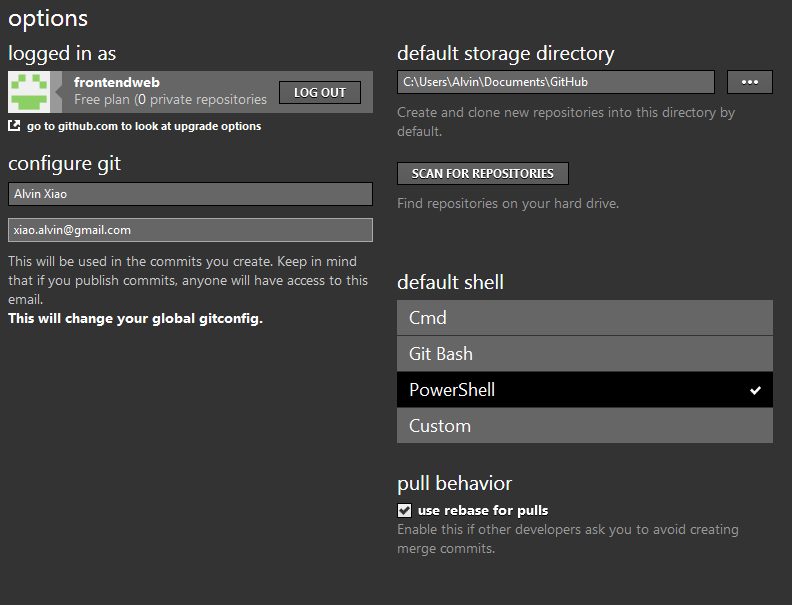 options
logged in as
frontendweb
Free plan (0 private repositories
LOG OUT
go to github.com to look at upgrade options
configure git
Alvin Xiao
xiao.alvin@gmail.com
This will be used in the commits you create. Keep in mind
that if you publish commits, anyone will have access to this
email.
This will change your global gitconfig.
default storage directory
C:\Users\Alvin\Documents\GitHub
...
Create and clone new repositories into this directory by
default.
SCAN FOR REPOSITORIES
Find repositories on your hard drive.
default shell
Cmd
Git Bash
PowerShell
Custom
pull behavior
use rebase for pulls
Enable this if other developers ask you to avoid creating
merge commits.